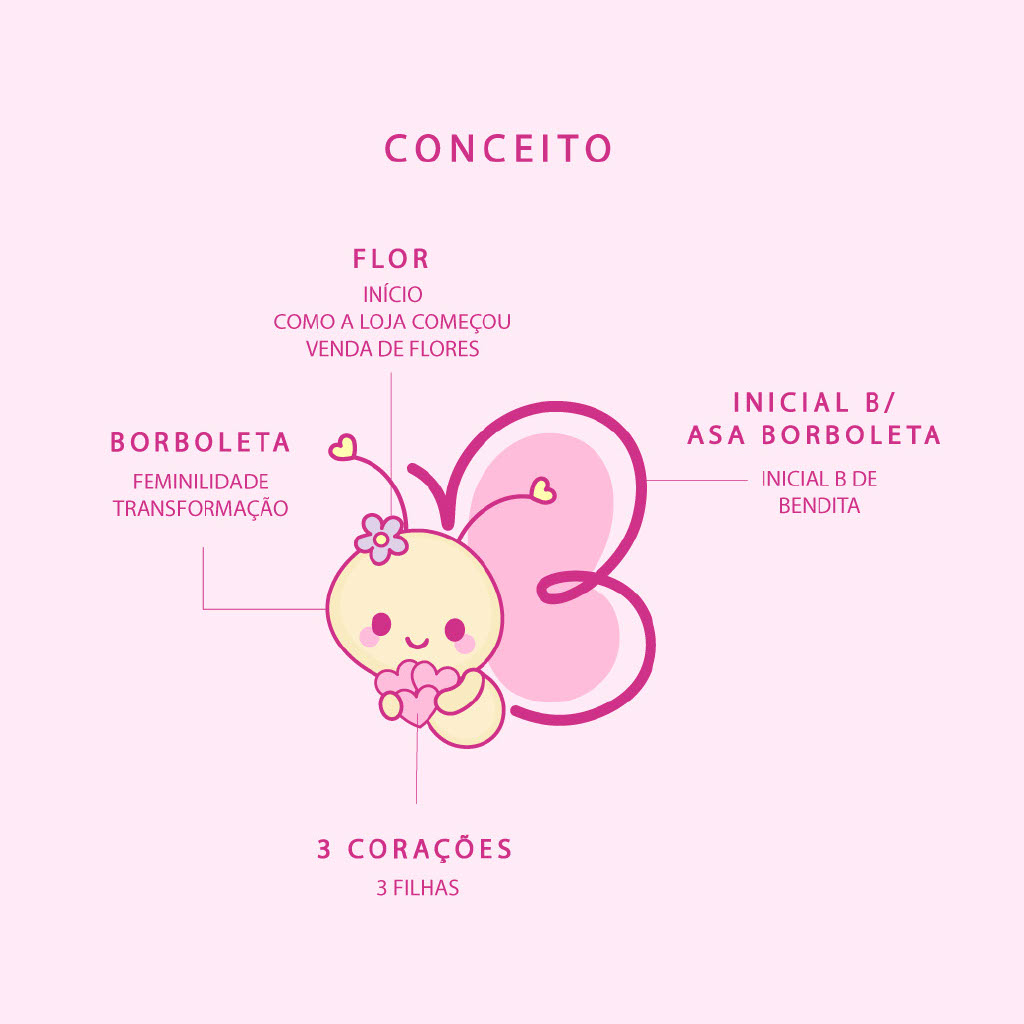 CONCEITO
FLOR
INÍCIO
COMO A LOJA COMEÇOU
VENDA DE FLORES
BORBOLETA
FEMINILIDADE
TRANSFORMAÇÃO
INICIAL B/
ASA BORBOLETA
INICIAL B DE
BENDITA
3 CORAÇÕES
3 FILHAS